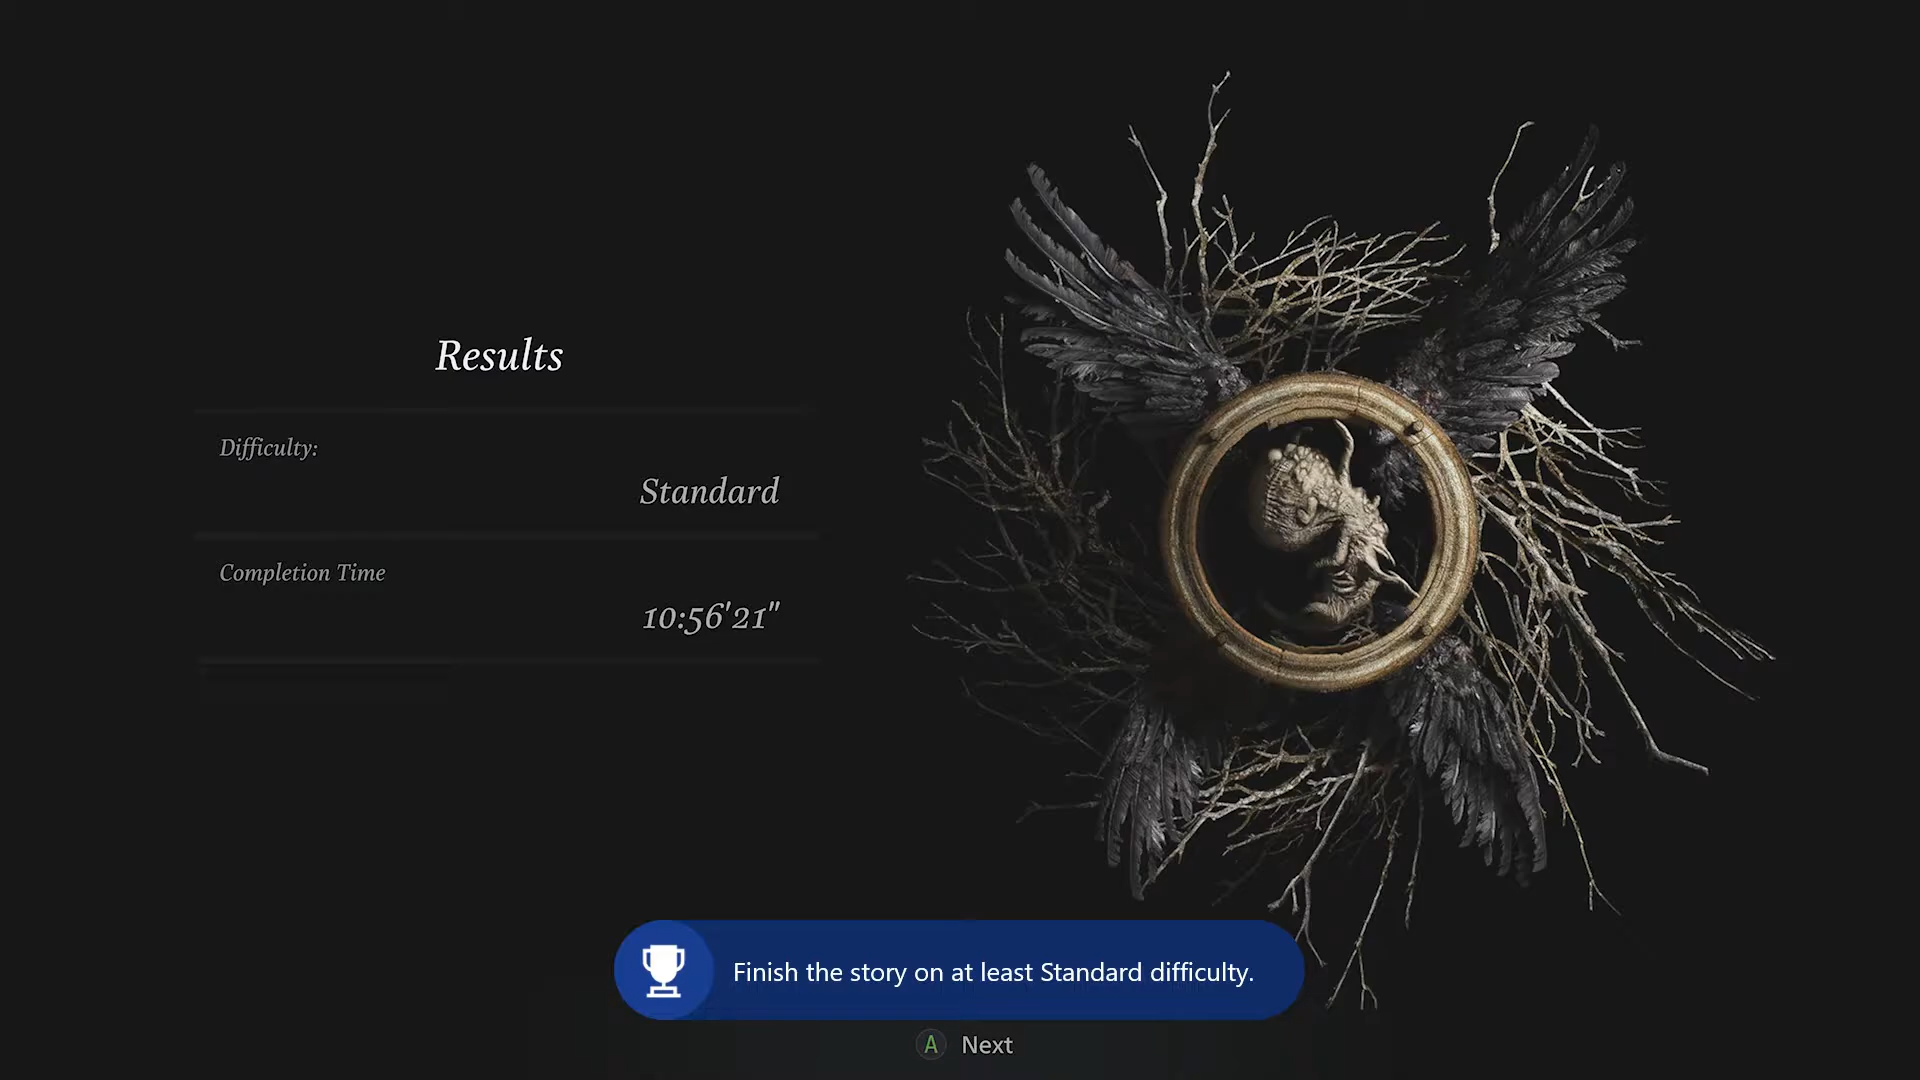 Results
Difficulty:
Standard
Completion Time
10:56'21"
Finish the story on at least Standard difficulty.
A Next